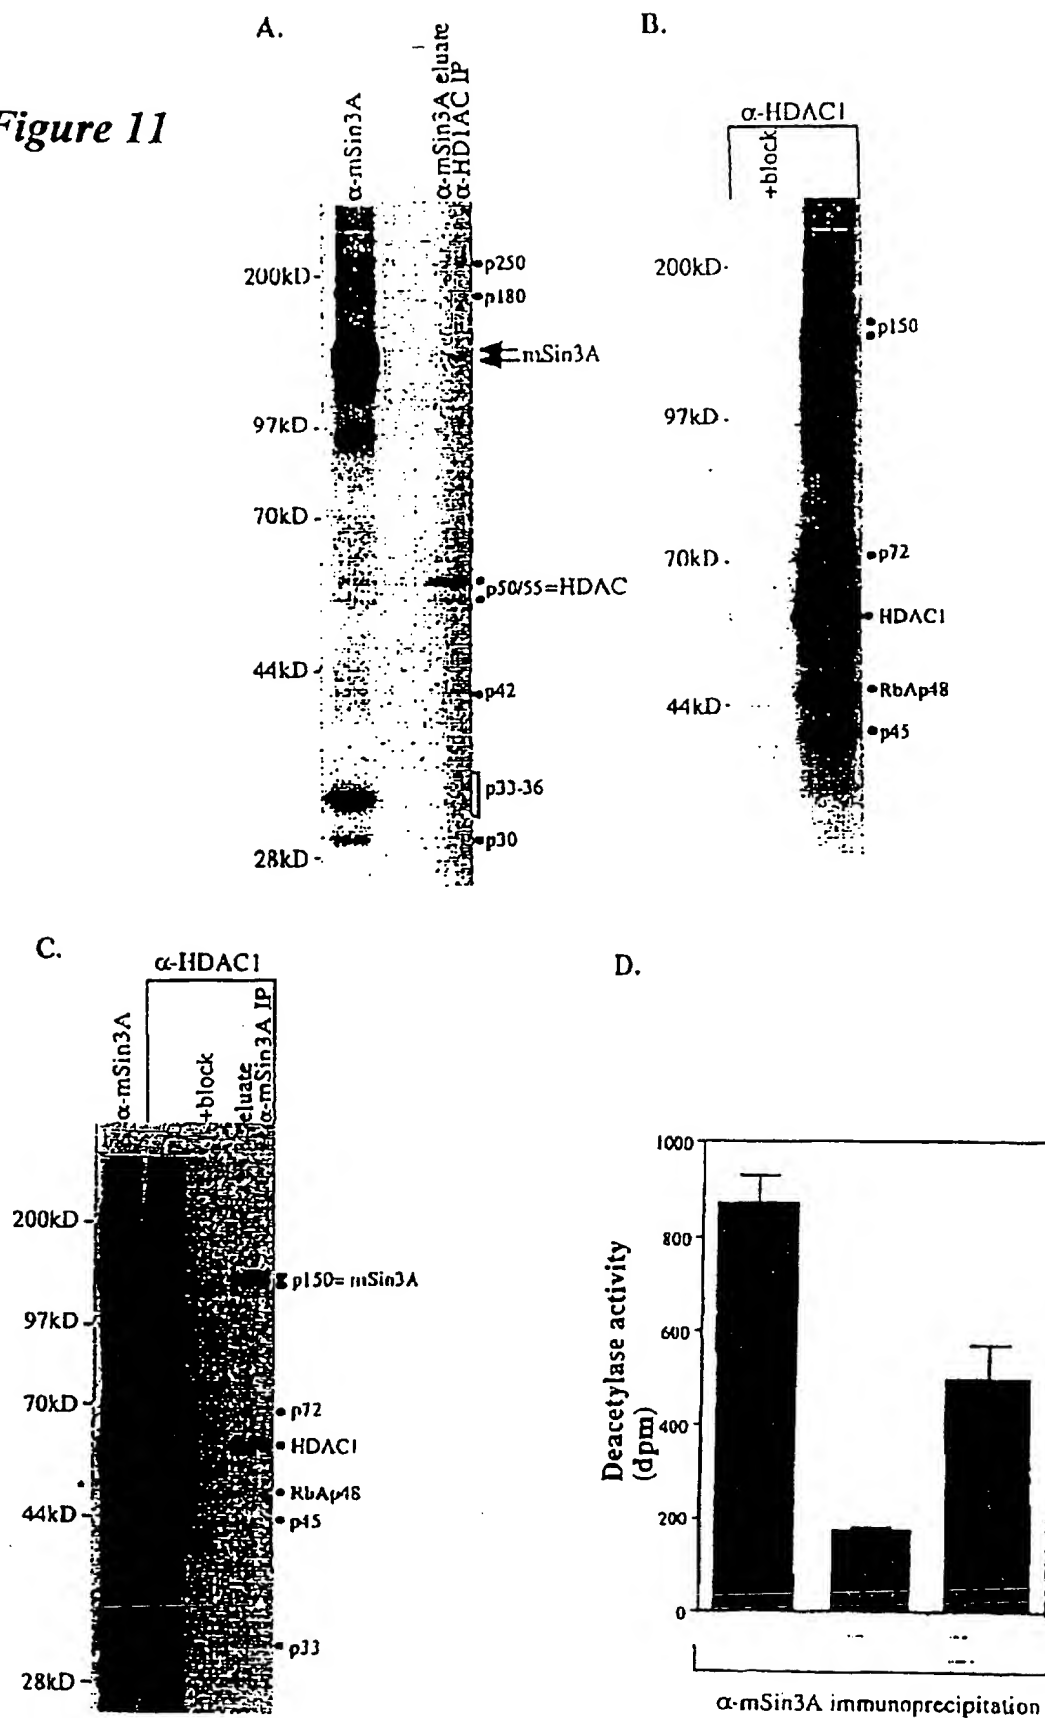 Figure 11
A.
α-mSin3A
α-mSin3A eluate
α-HD1AC IP
200kD
97kD
70kD
44kD
28kD
p250
p180
mSin3A
p50/55=HDAC
p42
p33-36
p30
B.
α-HDAC1
+block
200kD
97kD
70kD
44kD
p150
p72
HDAC1
RbAp48
p45
C.
α-HDAC1
α-mSin3A
+block
eluate
α-mSin3A IP
200kD
97kD
70kD
44kD
28kD
p150= mSin3A
p72
HDAC1
RbAp48
p45
p33
D.
Deacetylase activity
(dpm)
1000
800
600
400
200
0
α-mSin3A immunoprecipitation